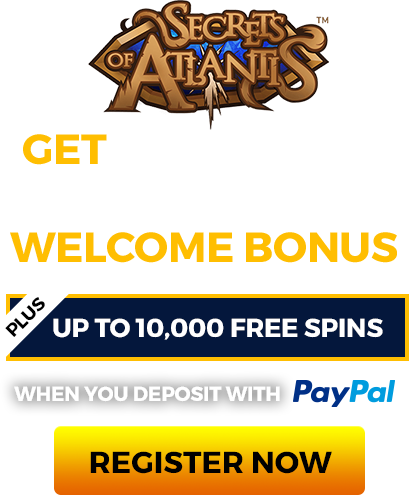 SECRETS
OF ATLANTIS™
GET
WELCOME BONUS
PLUS
UP TO 10,000 FREE SPINS
WHEN YOU DEPOSIT WITH PayPal
REGISTER NOW